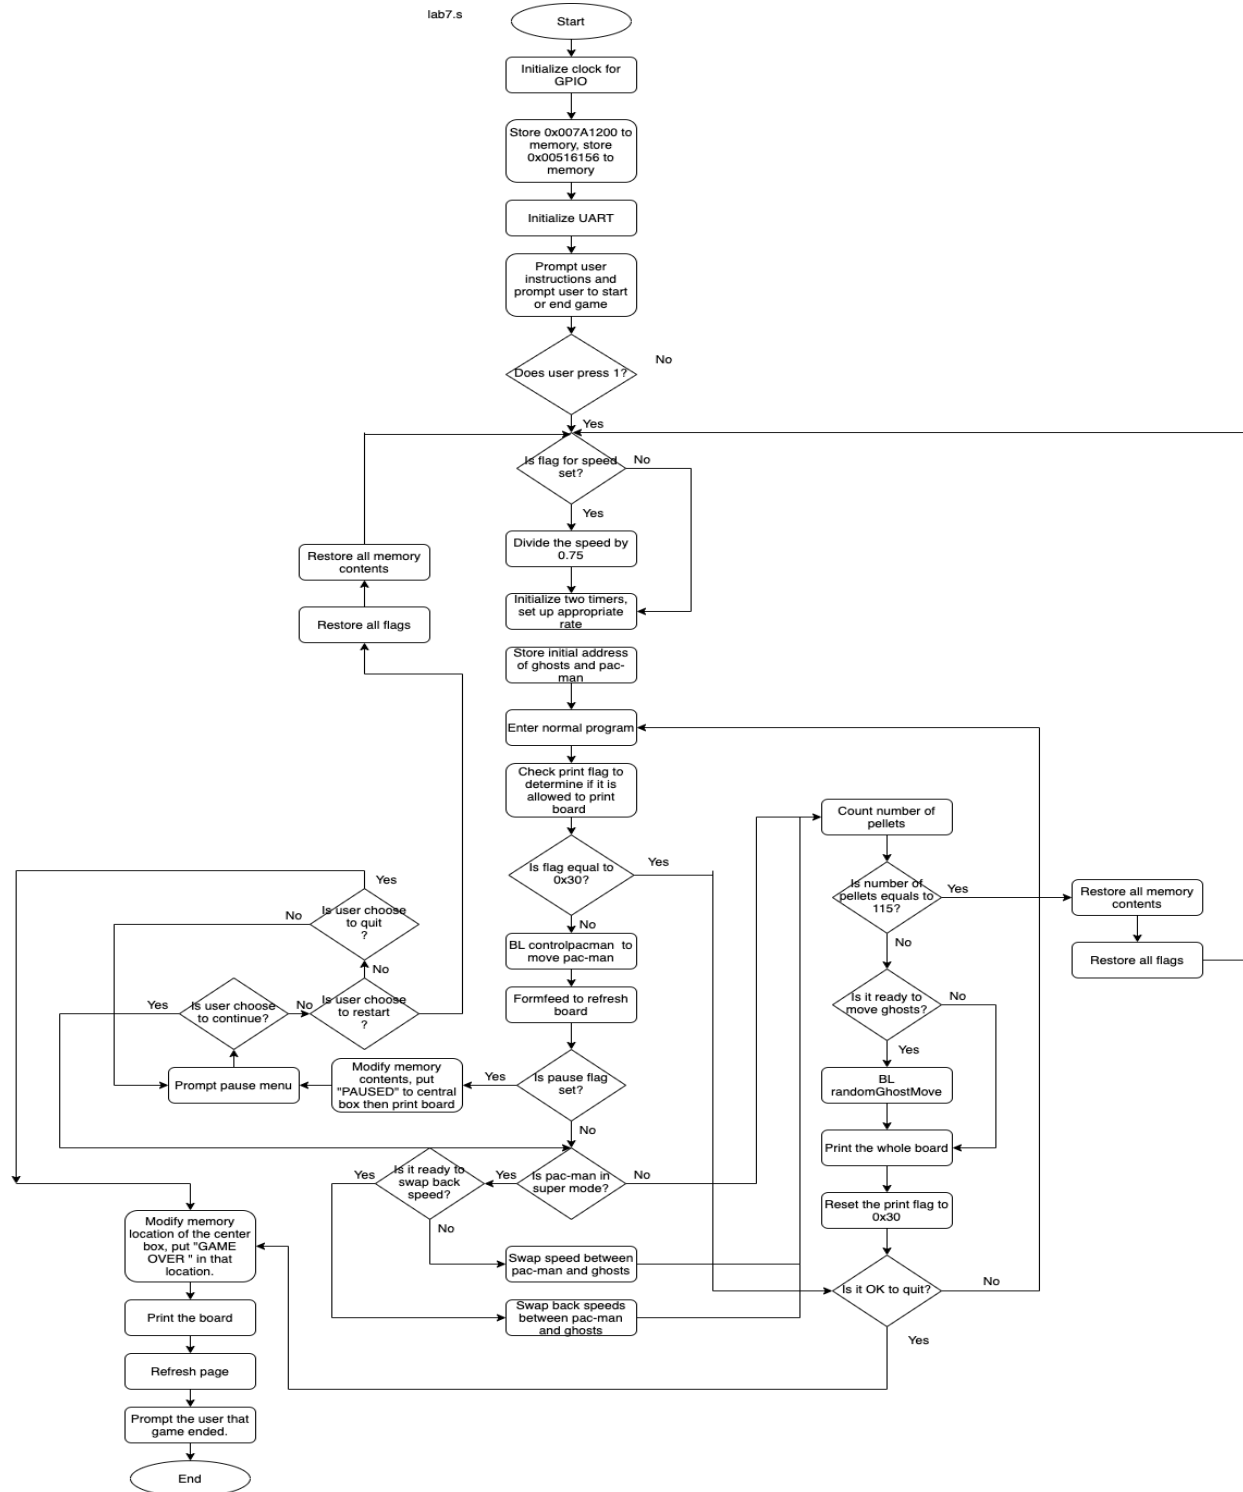 lab7.s
Start
Initialize clock for
GPIO
Store 0x007A1200 to
memory, store
0x00516156 to
memory
Initialize UART
Prompt user
instructions and
prompt user to start
or end game
Does user press 1?
No
Yes
Is flag for speed
set?
No
Yes
Divide the speed by
0.75
Restore all memory
contents
Initialize two timers,
set up appropriate
rate
Restore all flags
Store initial address
of ghosts and pac-
man
Enter normal program
Check print flag to
determine if it is
allowed to print
board
Count number of
pellets
Is flag equal to
0x30?
Yes
No
Is number of
pellets equals to
115?
Yes
No
Restore all memory
contents
Restore all flags
Yes
Is user choose
to quit
?
No
No
BL controlpacman to
move pac-man
Formfeed to refresh
board
Yes
Is user choose
to continue?
No
Is user choose
to restart
?
Is it ready to
move ghosts?
No
Yes
Prompt pause menu
Modify memory
contents, put
"PAUSED" to central
box then print board
Yes
Is pause flag
set?
No
BL
randomGhostMove
Print the whole board
Yes
Is it ready to
swap back
speed?
No
Yes
Is pac-man in
super mode?
No
Reset the print flag to
0x30
Modify memory
location of the center
box, put "GAME
OVER " in that
location.
Swap speed between
pac-man and ghosts
Is it OK to quit?
No
Yes
Print the board
Swap back speeds
between pac-man
and ghosts
Refresh page
Prompt the user that
game ended.
End